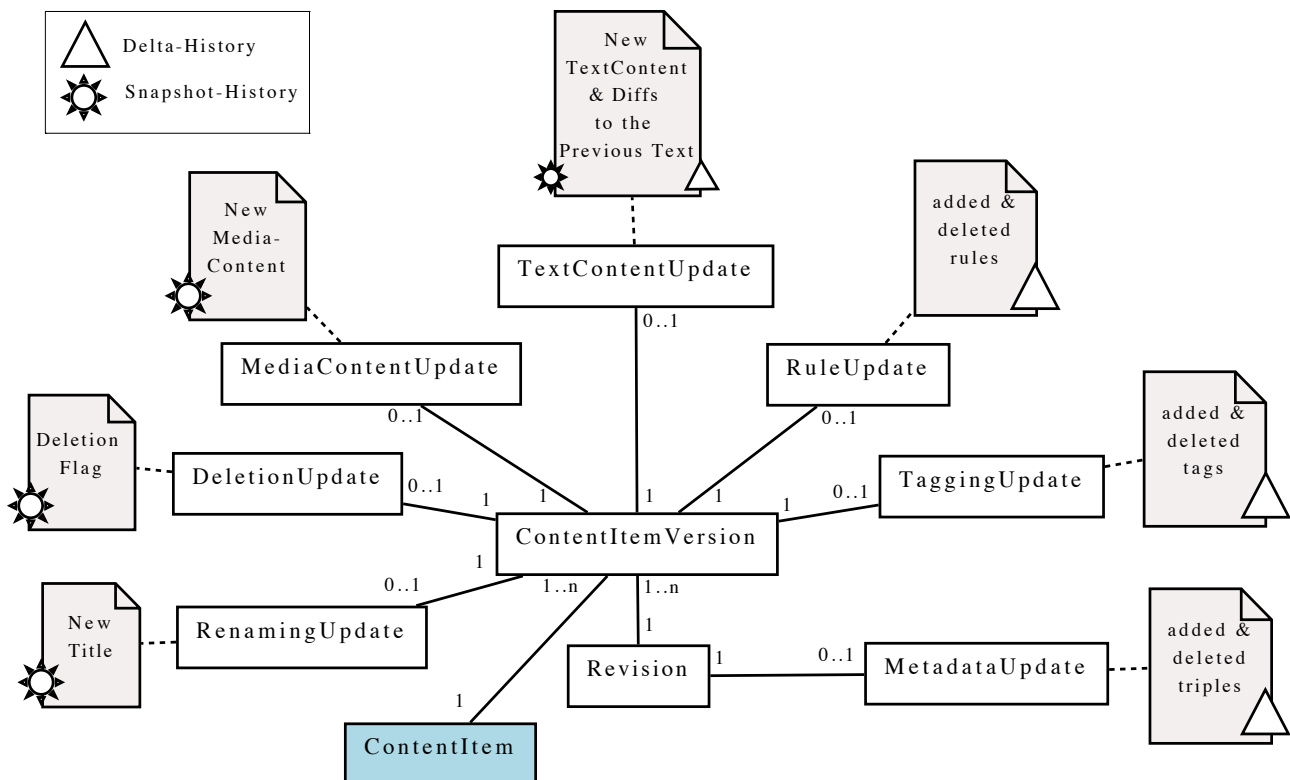 Delta-History
Snapshot-History
New
TextContent
& Diffs
to the
Previous Text
New
Media-
Content
added &
deleted
rules
TextContentUpdate
0..1
MediaContentUpdate
0..1
RuleUpdate
0..1
added &
deleted
tags
Deletion
Flag
DeletionUpdate
0..1
1
1
1
1
1
0..1
TaggingUpdate
ContentItemVersion
1
0..1
1..n
1..n
New
Title
RenamingUpdate
1
Revision
1
0..1
MetadataUpdate
added &
deleted
triples
1
ContentItem